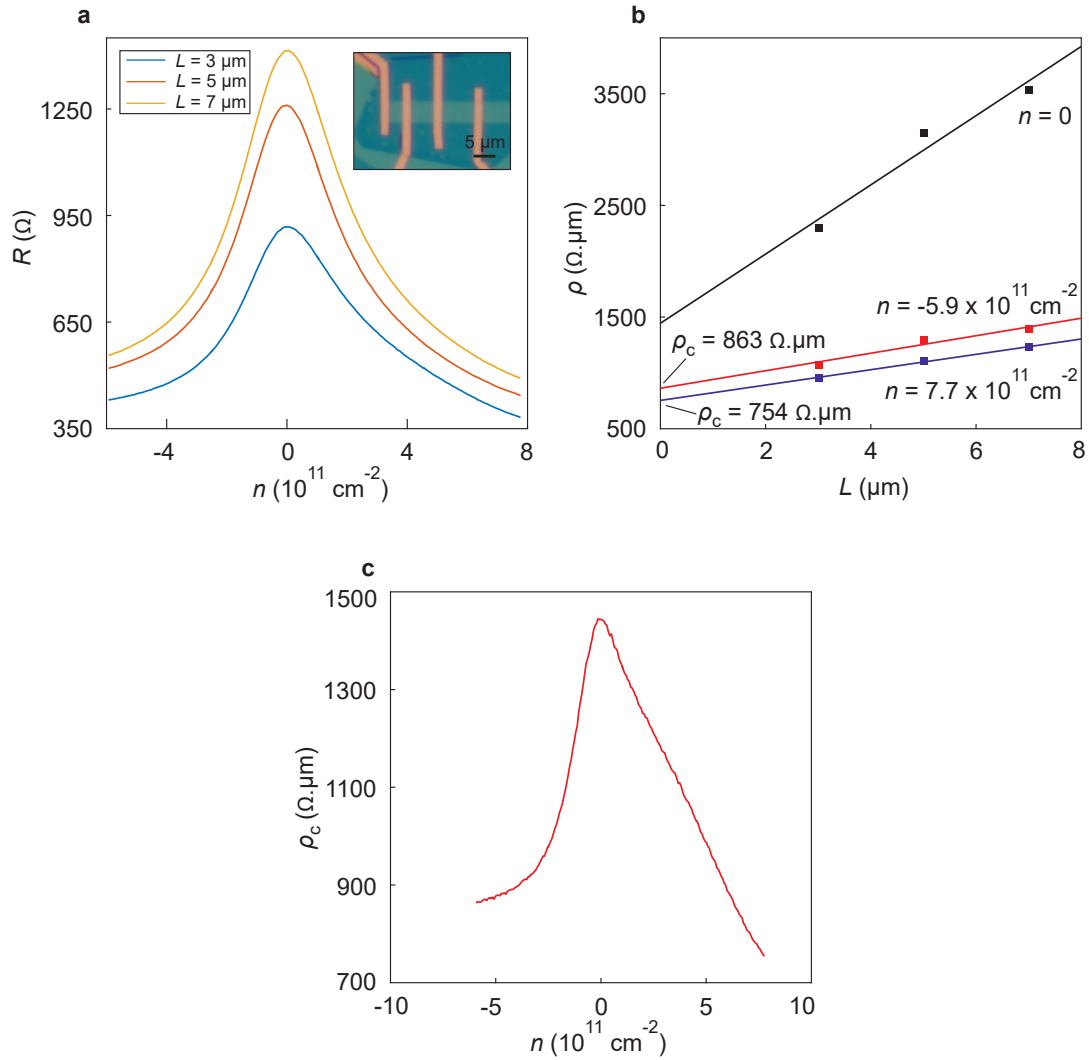 a
L = 3 µm
L = 5 µm
L = 7 µm
5 µm
1250
950
650
350
R (Ω)
-4
0
4
8
n (10^11 cm^-2)
b
3500
2500
1500
500
ρ (Ω.µm)
n = 0
n = -5.9 x 10^11 cm^-2
ρc = 863 Ω.µm
n = 7.7 x 10^11 cm^-2
ρc = 754 Ω.µm
0
2
4
6
8
L (µm)
c
1500
1300
1100
900
700
ρc (Ω.µm)
-10
-5
0
5
10
n (10^11 cm^-2)